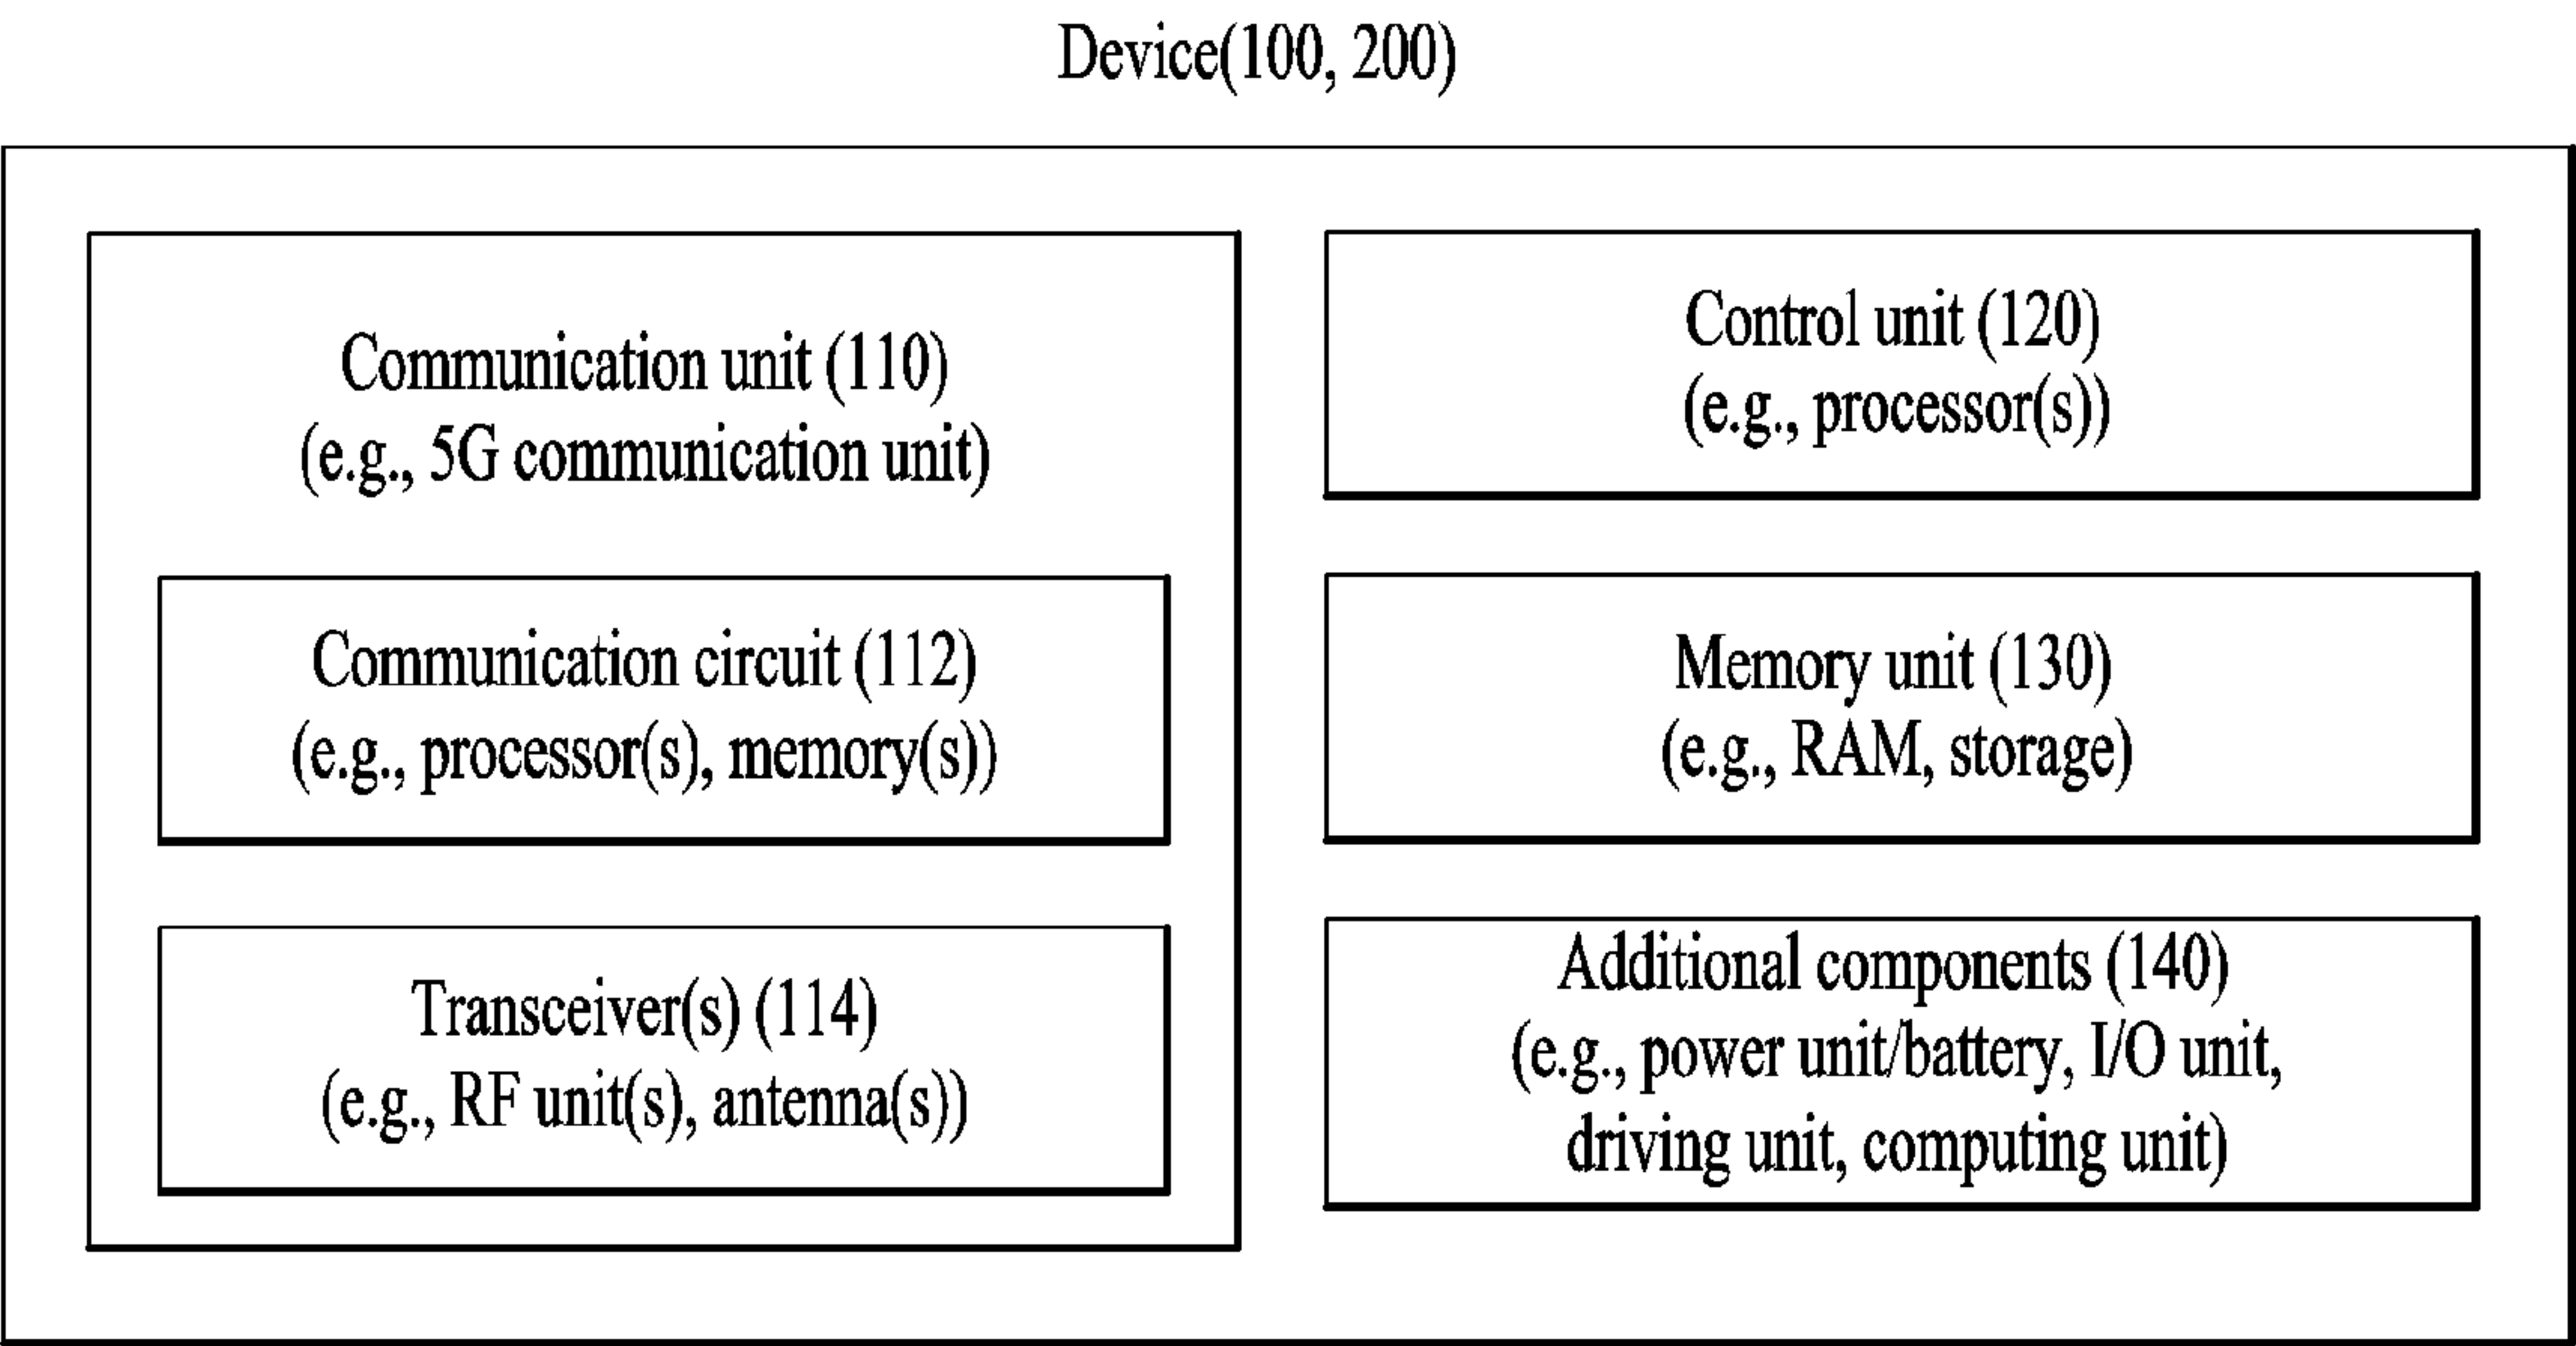 Device(100, 200)
Communication unit (110)
(e.g., 5G communication unit)
Communication circuit (112)
(e.g., processor(s), memory(s))
Transceiver(s) (114)
(e.g., RF unit(s), antenna(s))
Control unit (120)
(e.g., processor(s))
Memory unit (130)
(e.g., RAM, storage)
Additional components (140)
(e.g., power unit/battery, I/O unit,
driving unit, computing unit)